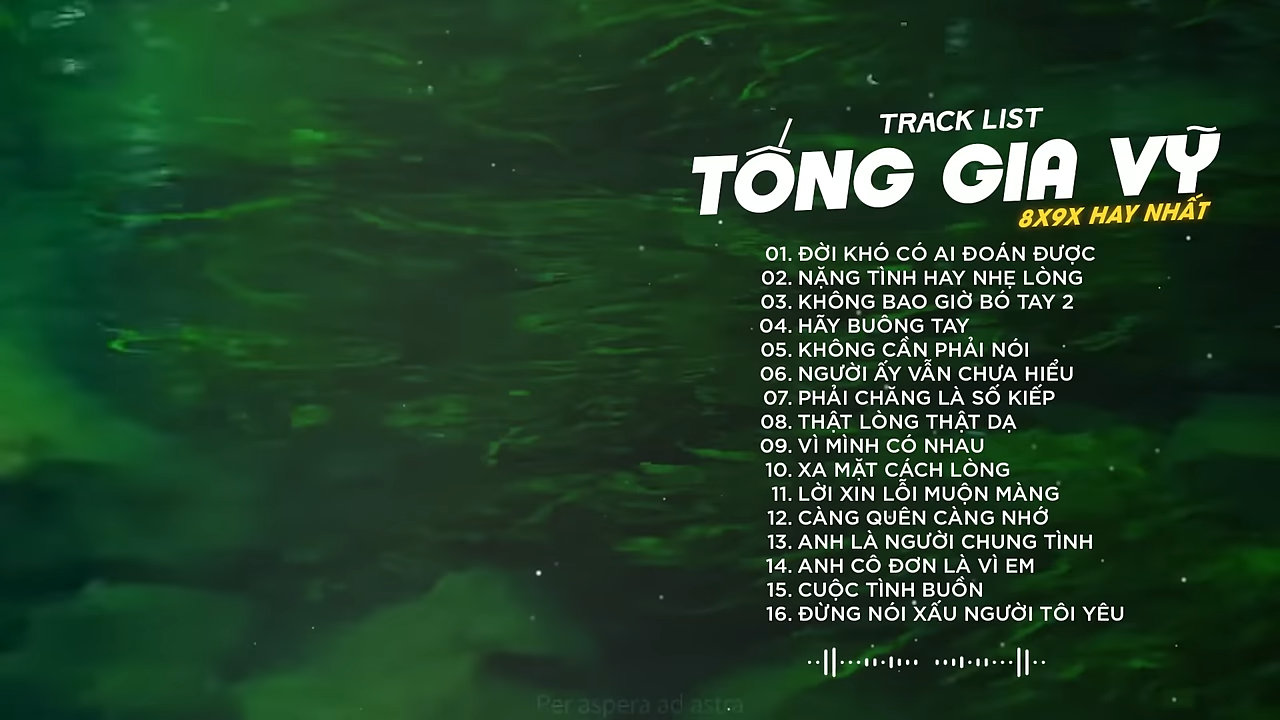 TRACK LIST
TỐNG GIA VỸ
8X9X HAY NHẤT
01. ĐỜI KHÓ CÓ AI ĐOÁN ĐƯỢC
02. NẶNG TÌNH HAY NHẸ LÒNG
03. KHÔNG BAO GIỜ BÓ TAY 2
04. HÃY BUÔNG TAY
05. KHÔNG CẦN PHẢI NÓI
06. NGƯỜI ẤY VẪN CHƯA HIỂU
07. PHẢI CHĂNG LÀ SỐ KIẾP
08. THẬT LÒNG THẬT DẠ
09. VÌ MÌNH CÓ NHAU
10. XA MẶT CÁCH LÒNG
11. LỜI XIN LỖI MUỘN MÀNG
12. CÀNG QUÊN CÀNG NHỚ
13. ANH LÀ NGƯỜI CHUNG TÌNH
14. ANH CÔ ĐƠN LÀ VÌ EM
15. CUỘC TÌNH BUỒN
16. ĐỪNG NÓI XẤU NGƯỜI TÔI YÊU
Per aspera ad astra